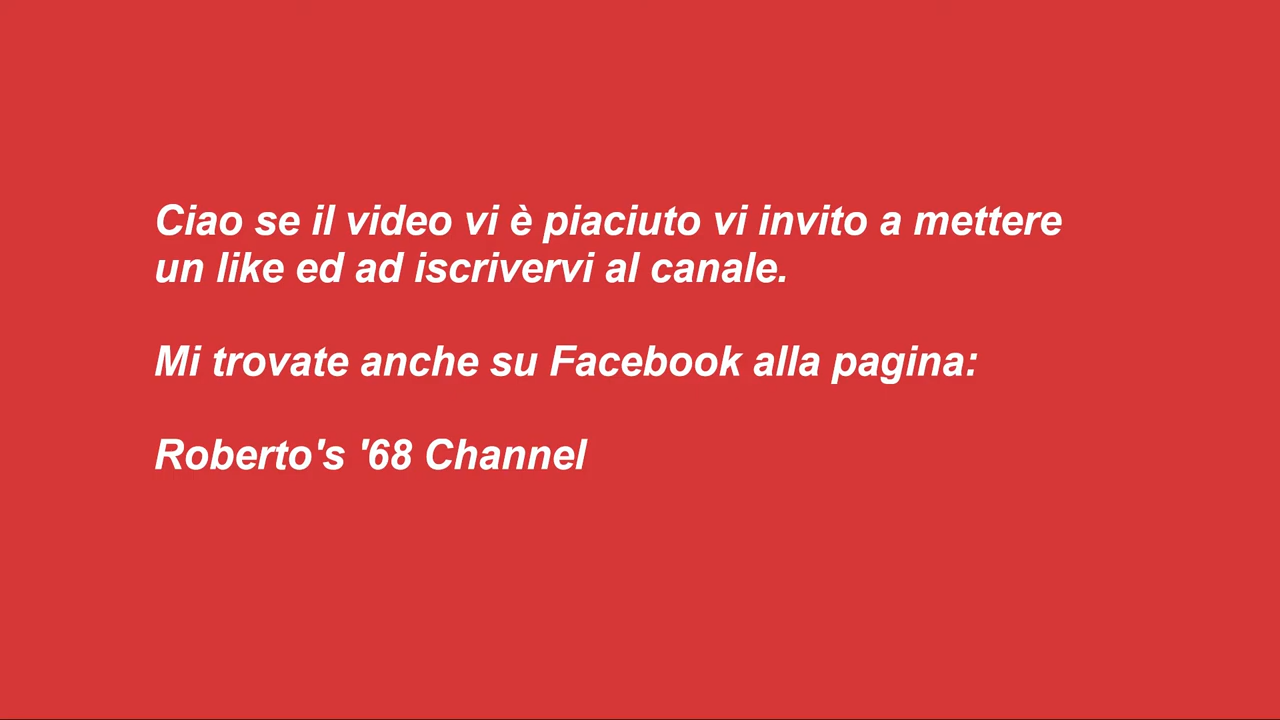 Ciao se il video vi è piaciuto vi invito a mettere
un like ed ad iscrivervi al canale.
Mi trovate anche su Facebook alla pagina:
Roberto's '68 Channel